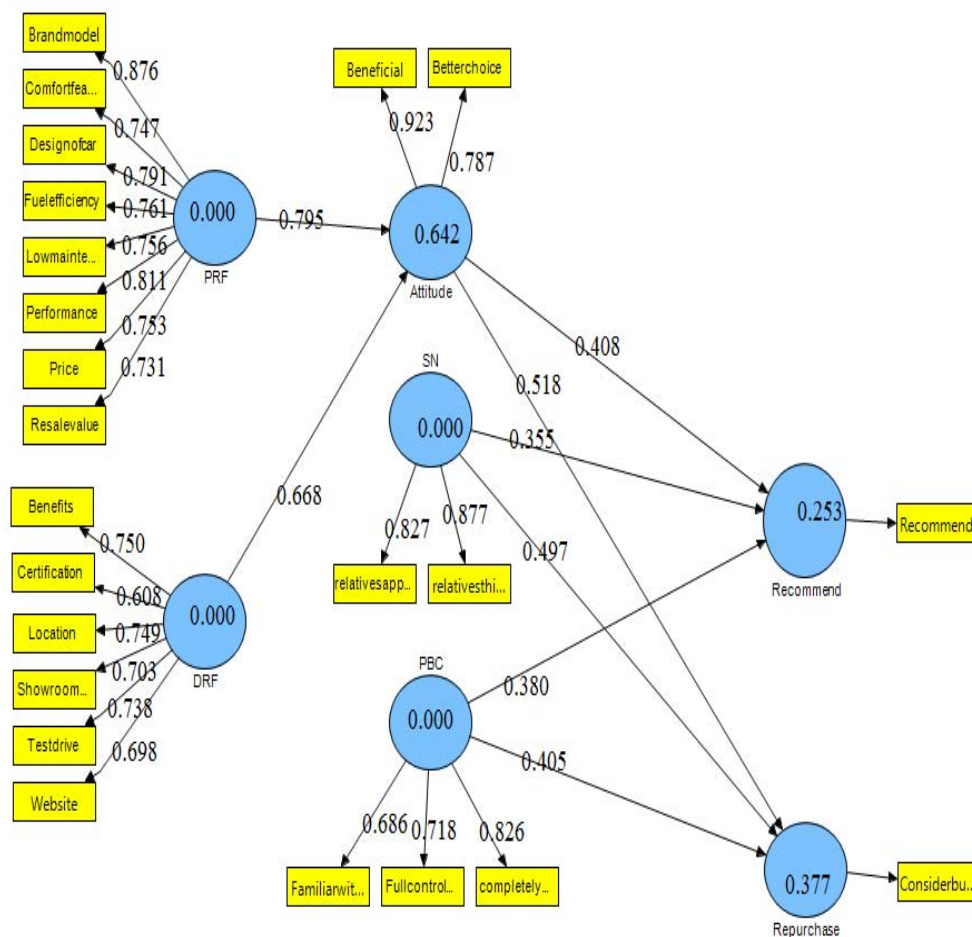 Brandmodel
0.876
Comfortfea...
0.747
Designofcar
0.791
Fuelefficiency
0.761
Lowmainte...
0.756
Performance
0.811
Price
0.753
Resalevalue
0.731
0.000
PRF
0.795
Beneficial
Betterchoice
0.923
0.787
0.642
Attitude
0.408
0.518
SN
0.000
0.355
0.497
0.827
0.877
relativesapp...
relativesthi...
0.668
Benefits
0.750
Certification
0.608
Location
0.749
Showroom...
0.703
Testdrive
0.738
Website
0.698
0.000
DRF
PBC
0.000
0.380
0.405
0.686
0.718
0.826
Familiarwit...
Fullcontrol...
completely...
0.253
Recommend
Recommend
0.377
Repurchase
Considerbu...